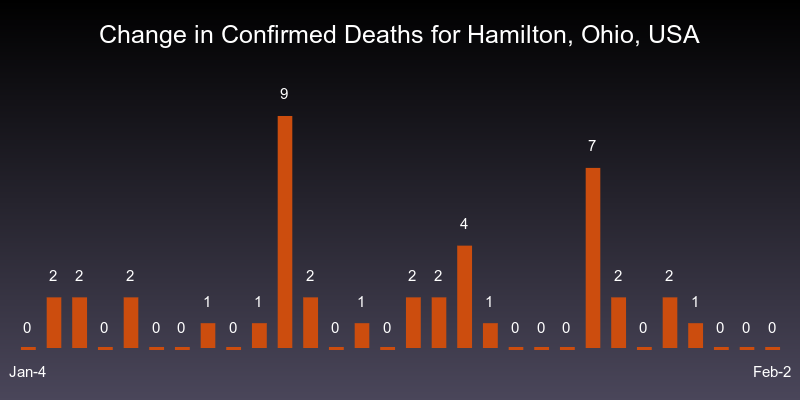 Change in Confirmed Deaths for Hamilton, Ohio, USA
0 2 2 0 2 0 0 1 0 1 9 2 0 1 0 2 2 4 1 0 0 0 7 2 0 2 1 0 0 0
Jan-4 Feb-2